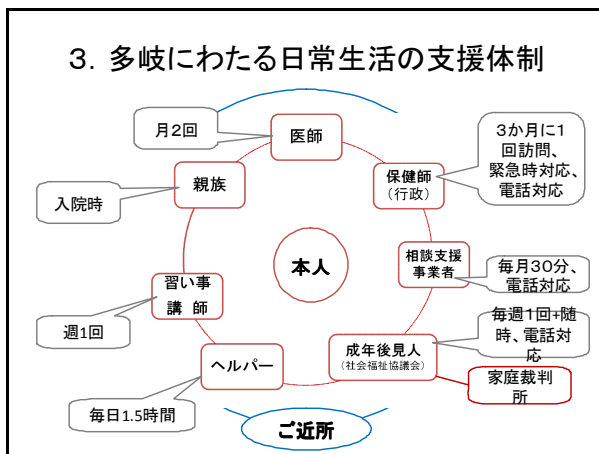 3．多岐にわたる日常生活の支援体制
月2回
医師
3か月に1
回訪問、
緊急時対応、
電話対応
保健師
（行政）
親族
入院時
相談支援
事業者
毎月30分、
電話対応
本人
習い事
講　師
週1回
毎週1回+随
時、電話対
応
成年後見人
（社会福祉協議会）
家庭裁判
所
ヘルパー
毎日1.5時間
ご近所